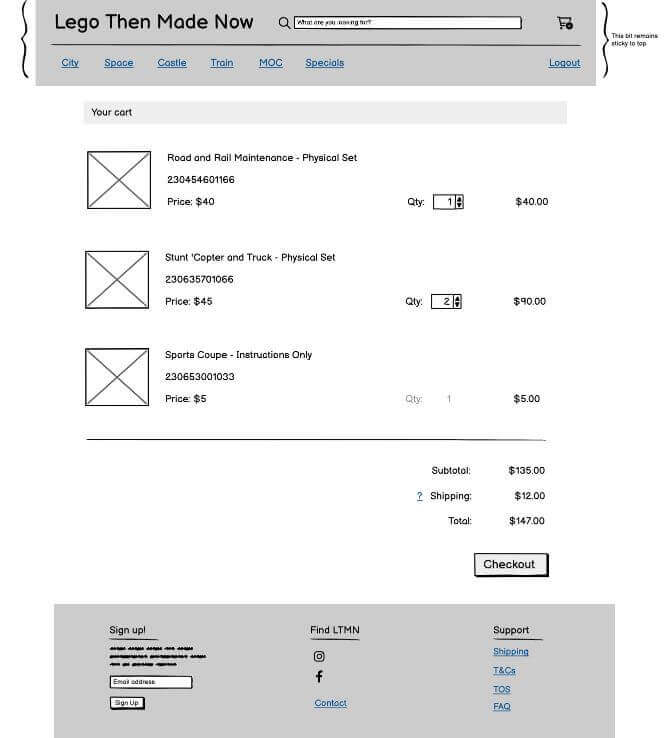 Lego Then Made Now
What are you looking for?
This bit remains
sticky to top
City Space Castle Train MOC Specials Logout
Your cart
Road and Rail Maintenance - Physical Set
230454601166
Price: $40 Qty: 1 $40.00
Stunt 'Copter and Truck - Physical Set
230635701066
Price: $45 Qty: 2 $90.00
Sports Coupe - Instructions Only
230653001033
Price: $5 Qty: 1 $5.00
Subtotal: $135.00
? Shipping: $12.00
Total: $147.00
Checkout
Sign up! Find LTMN Support
Shipping
T&Cs
Email address
TOS
Sign Up Contact FAQ